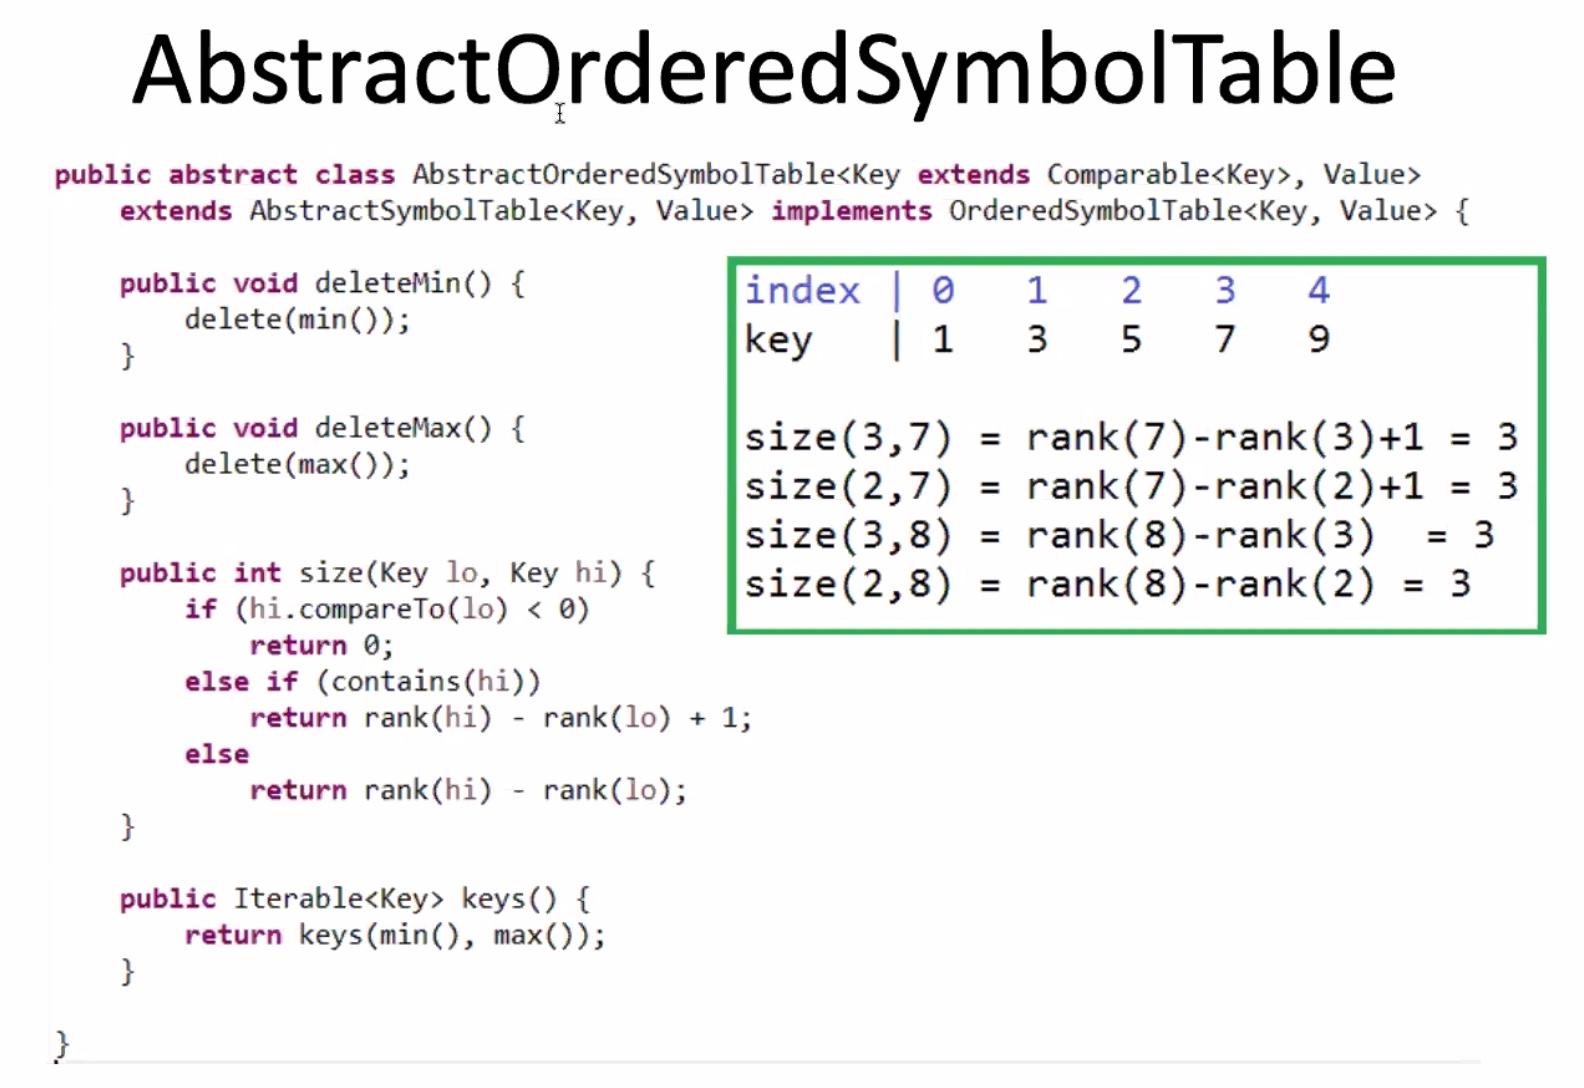 AbstractOrderedSymbolTable
public abstract class AbstractOrderedSymbolTable<Key extends Comparable<Key>, Value>
extends AbstractSymbolTable<Key, Value> implements OrderedSymbolTable<Key, Value> {
public void deleteMin() {
delete(min());
}
public void deleteMax() {
delete(max());
}
public int size(Key lo, Key hi) {
if (hi.compareTo(lo) < 0)
return 0;
else if (contains(hi))
return rank(hi) - rank(lo) + 1;
else
return rank(hi) - rank(lo);
}
public Iterable<Key> keys() {
return keys(min(), max());
}
}
index | 0 1 2 3 4
key | 1 3 5 7 9
size(3,7) = rank(7)-rank(3)+1 = 3
size(2,7) = rank(7)-rank(2)+1 = 3
size(3,8) = rank(8)-rank(3) = 3
size(2,8) = rank(8)-rank(2) = 3